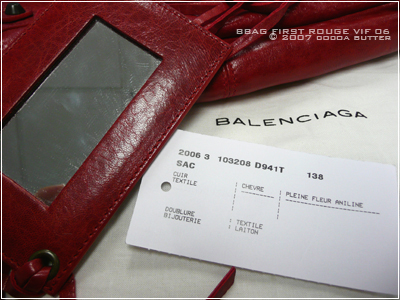 BBAG FIRST ROUGE VIF 06
© 2007 DOODA BUTTER
BALENCIAGA
2006 3 103208 D941T 138
SAC
CUIR : CHEVRE : PLEINE FLEUR ANILINE
TEXTILE
DOUBLURE : TEXTILE
BIJOUTERIE : LAITON